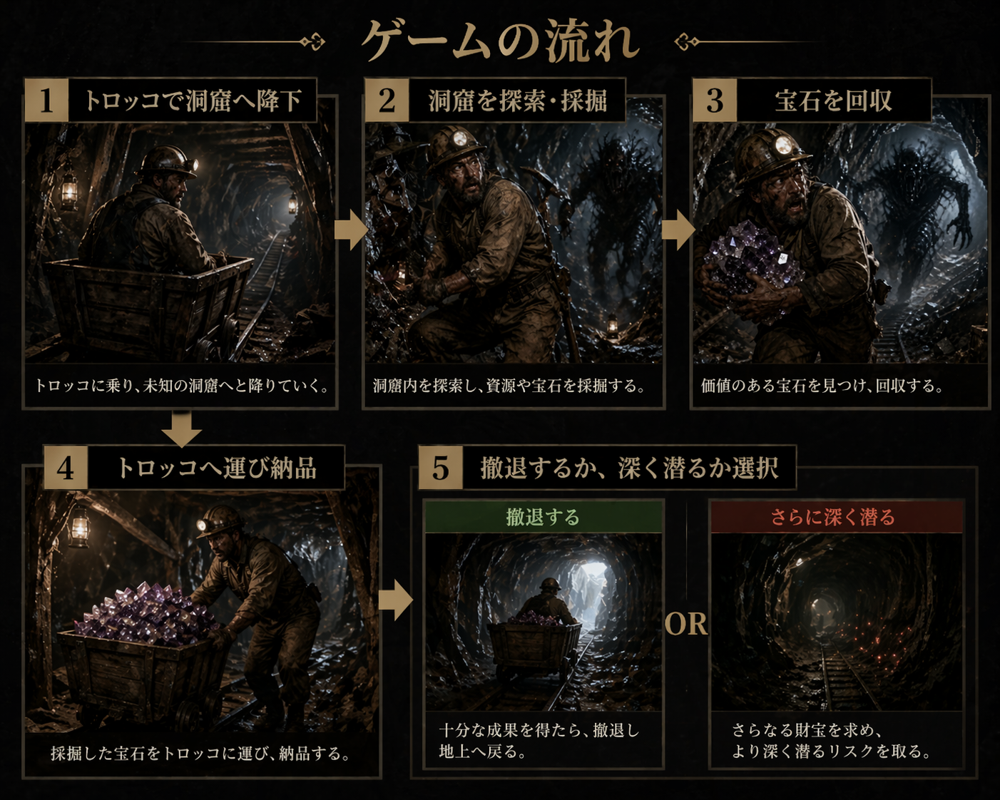 ゲームの流れ
1 トロッコで洞窟へ降下
トロッコに乗り、未知の洞窟へと降りていく。
2 洞窟を探索・採掘
洞窟内を探索し、資源や宝石を採掘する。
3 宝石を回収
価値のある宝石を見つけ、回収する。
4 トロッコへ運び納品
採掘した宝石をトロッコに運び、納品する。
5 撤退するか、深く潜るか選択
撤退する
十分な成果を得たら、撤退し
地上へ戻る。
OR
さらに深く潜る
さらなる財宝を求め、
より深く潜るリスクを取る。